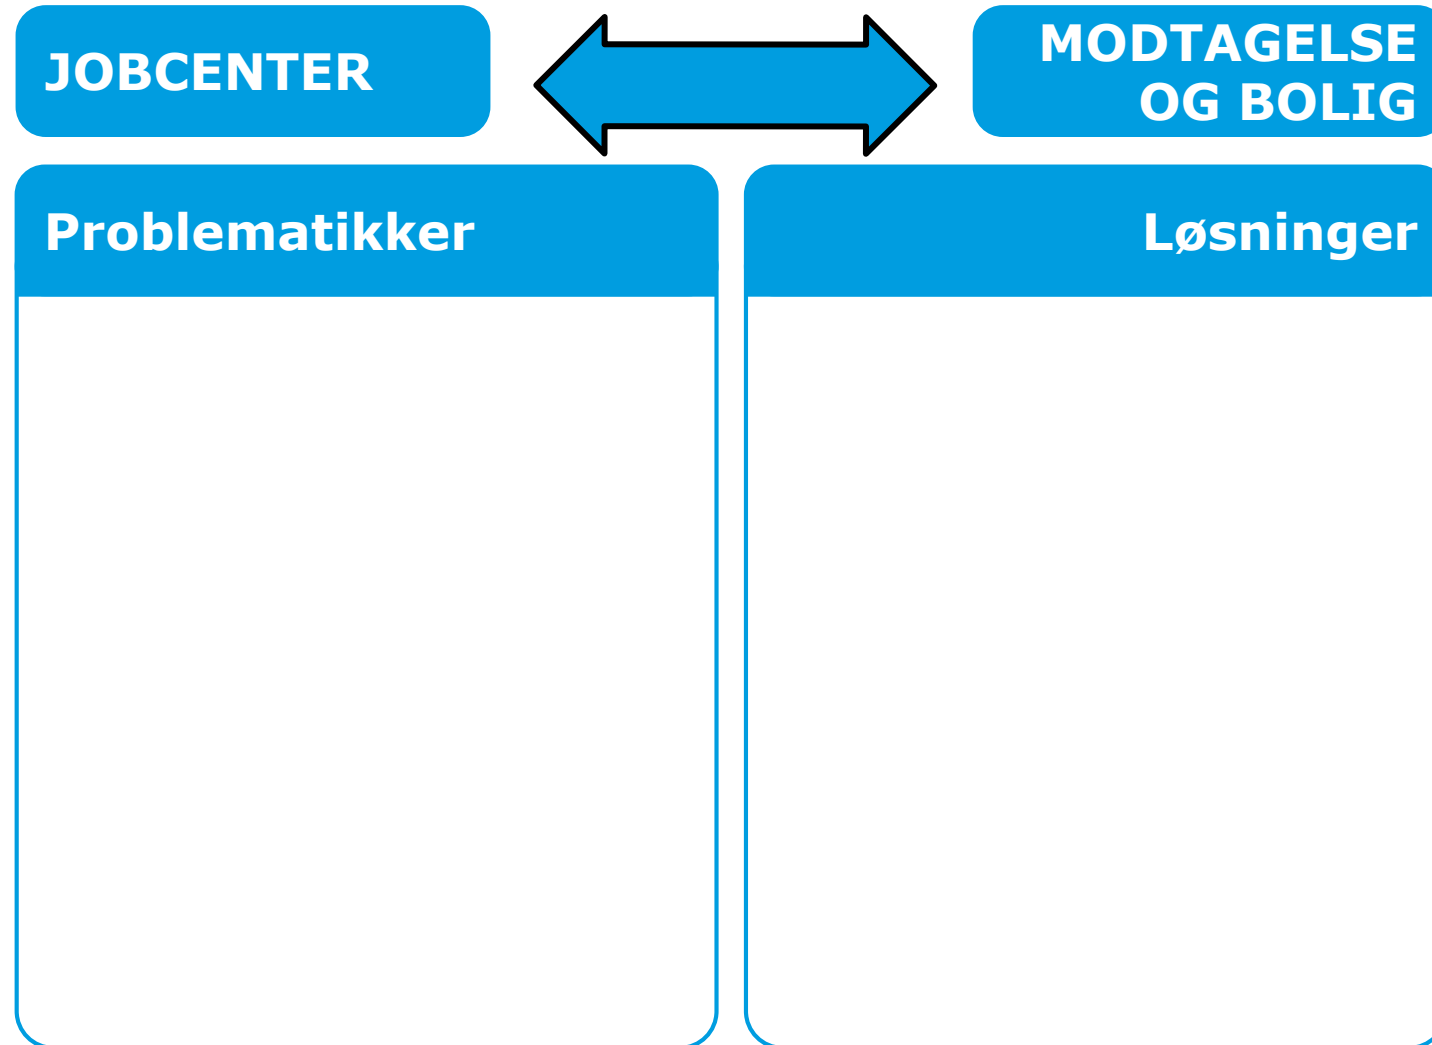 JOBCENTER
MODTAGELSE
OG BOLIG
Problematikker
Løsninger